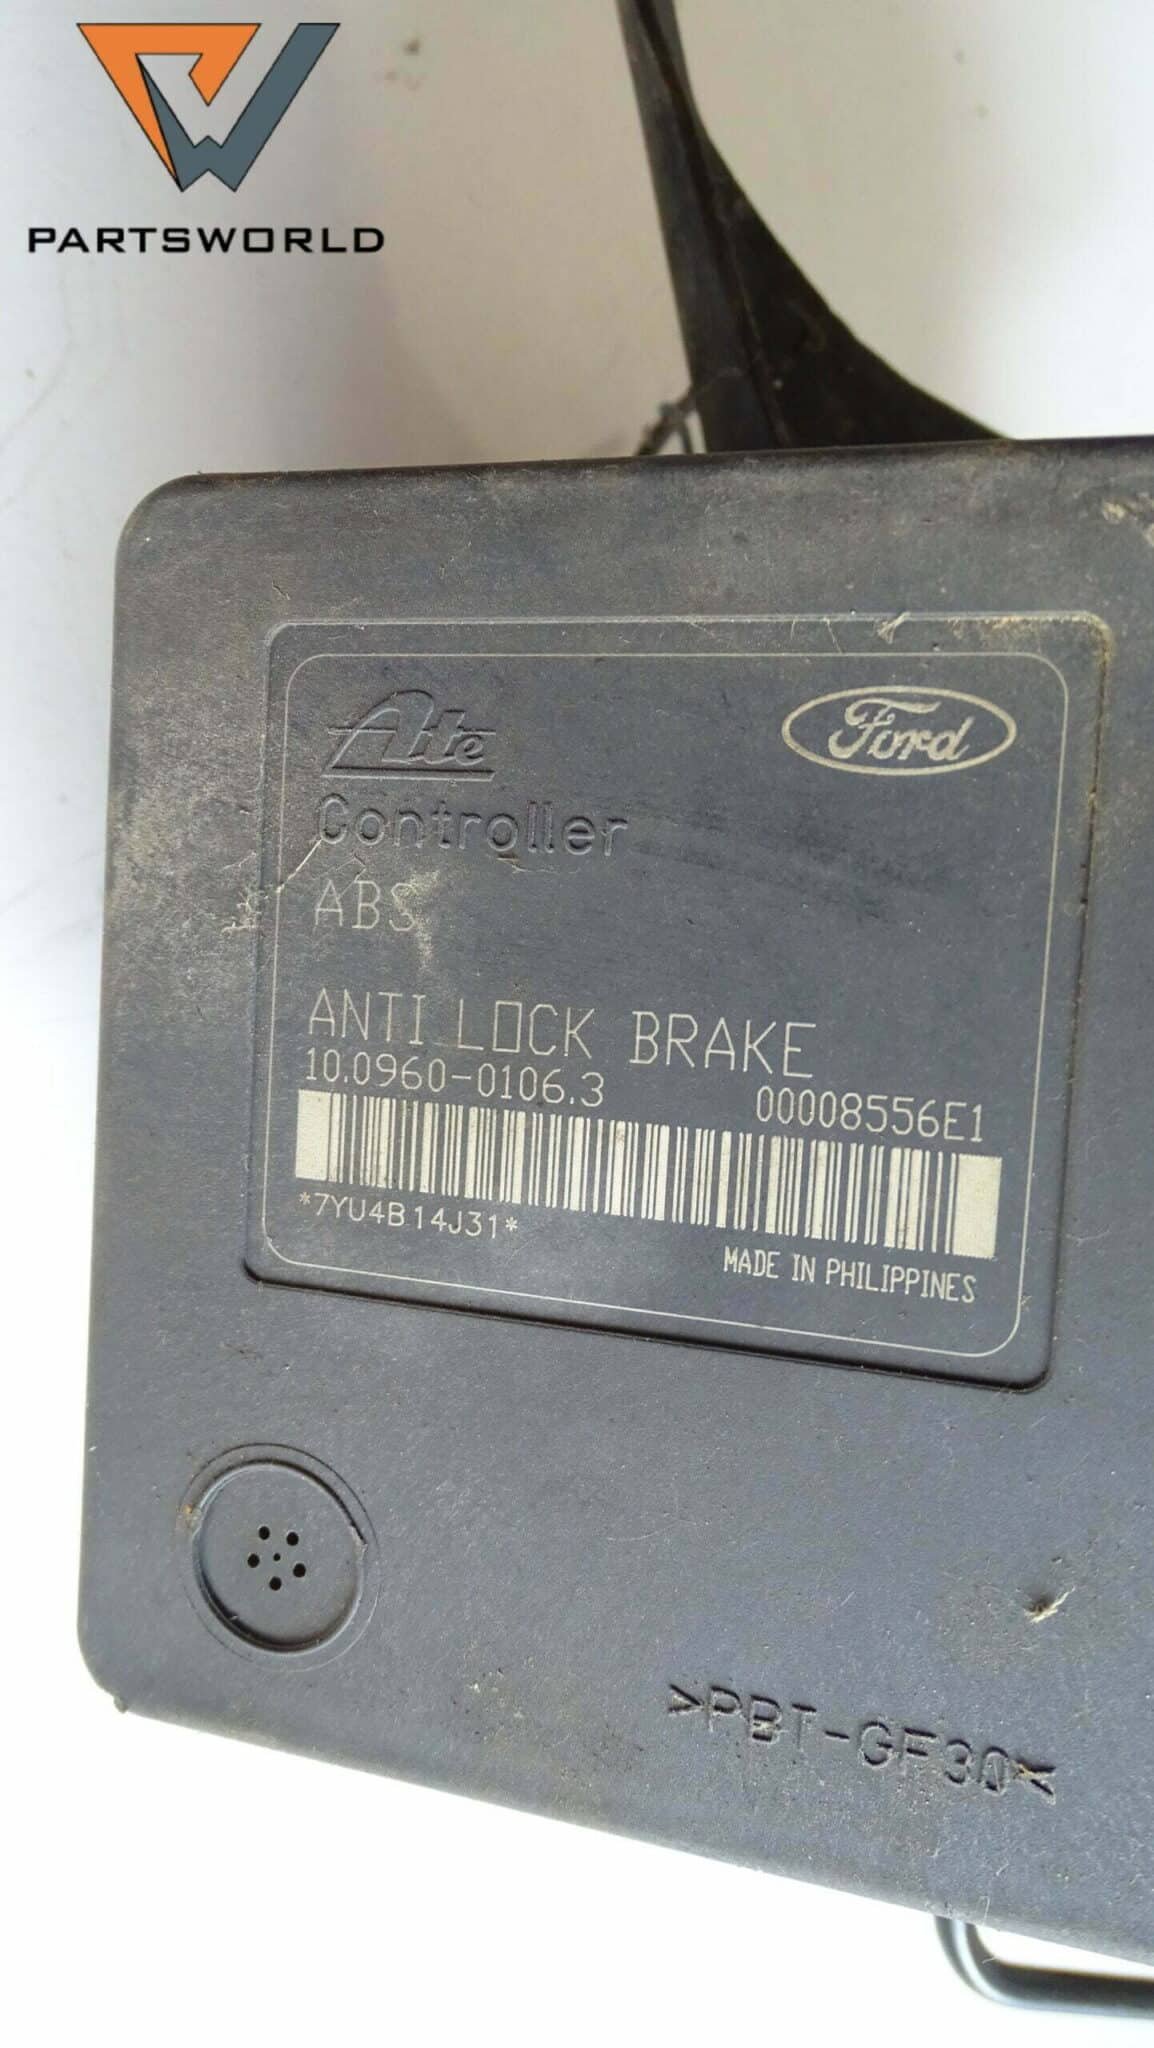 PARTSWORLD
Ate
Ford
Controller
ABS
ANTI LOCK BRAKE
10.0960-0106.3 00008556E1
*7YU4B14J31*
MADE IN PHILIPPINES
>PBT-GF30<